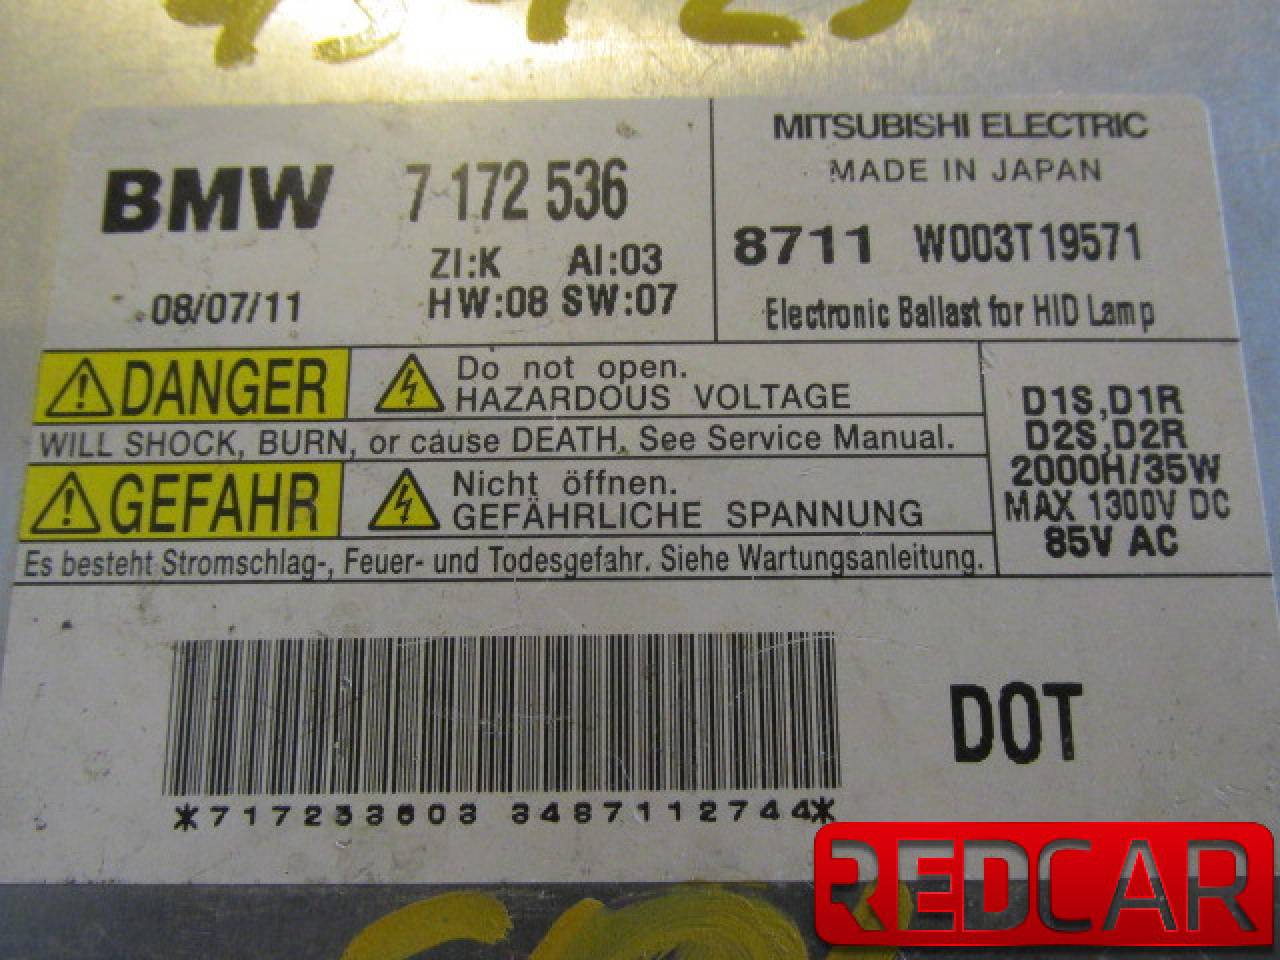 BMW 7 172 536
ZI:K AI:03
08/07/11 HW:08 SW:07
MITSUBISHI ELECTRIC
MADE IN JAPAN
8711 W003T19571
Electronic Ballast for HID Lamp
DANGER
Do not open.
HAZARDOUS VOLTAGE
WILL SHOCK, BURN, or cause DEATH. See Service Manual.
GEFAHR
Nicht öffnen.
GEFÄHRLICHE SPANNUNG
Es besteht Stromschlag-, Feuer- und Todesgefahr. Siehe Wartungsanleitung.
D1S,D1R
D2S,D2R
2000H/35W
MAX 1300V DC
85V AC
*717253603 3487112744*
DOT
REDCAR